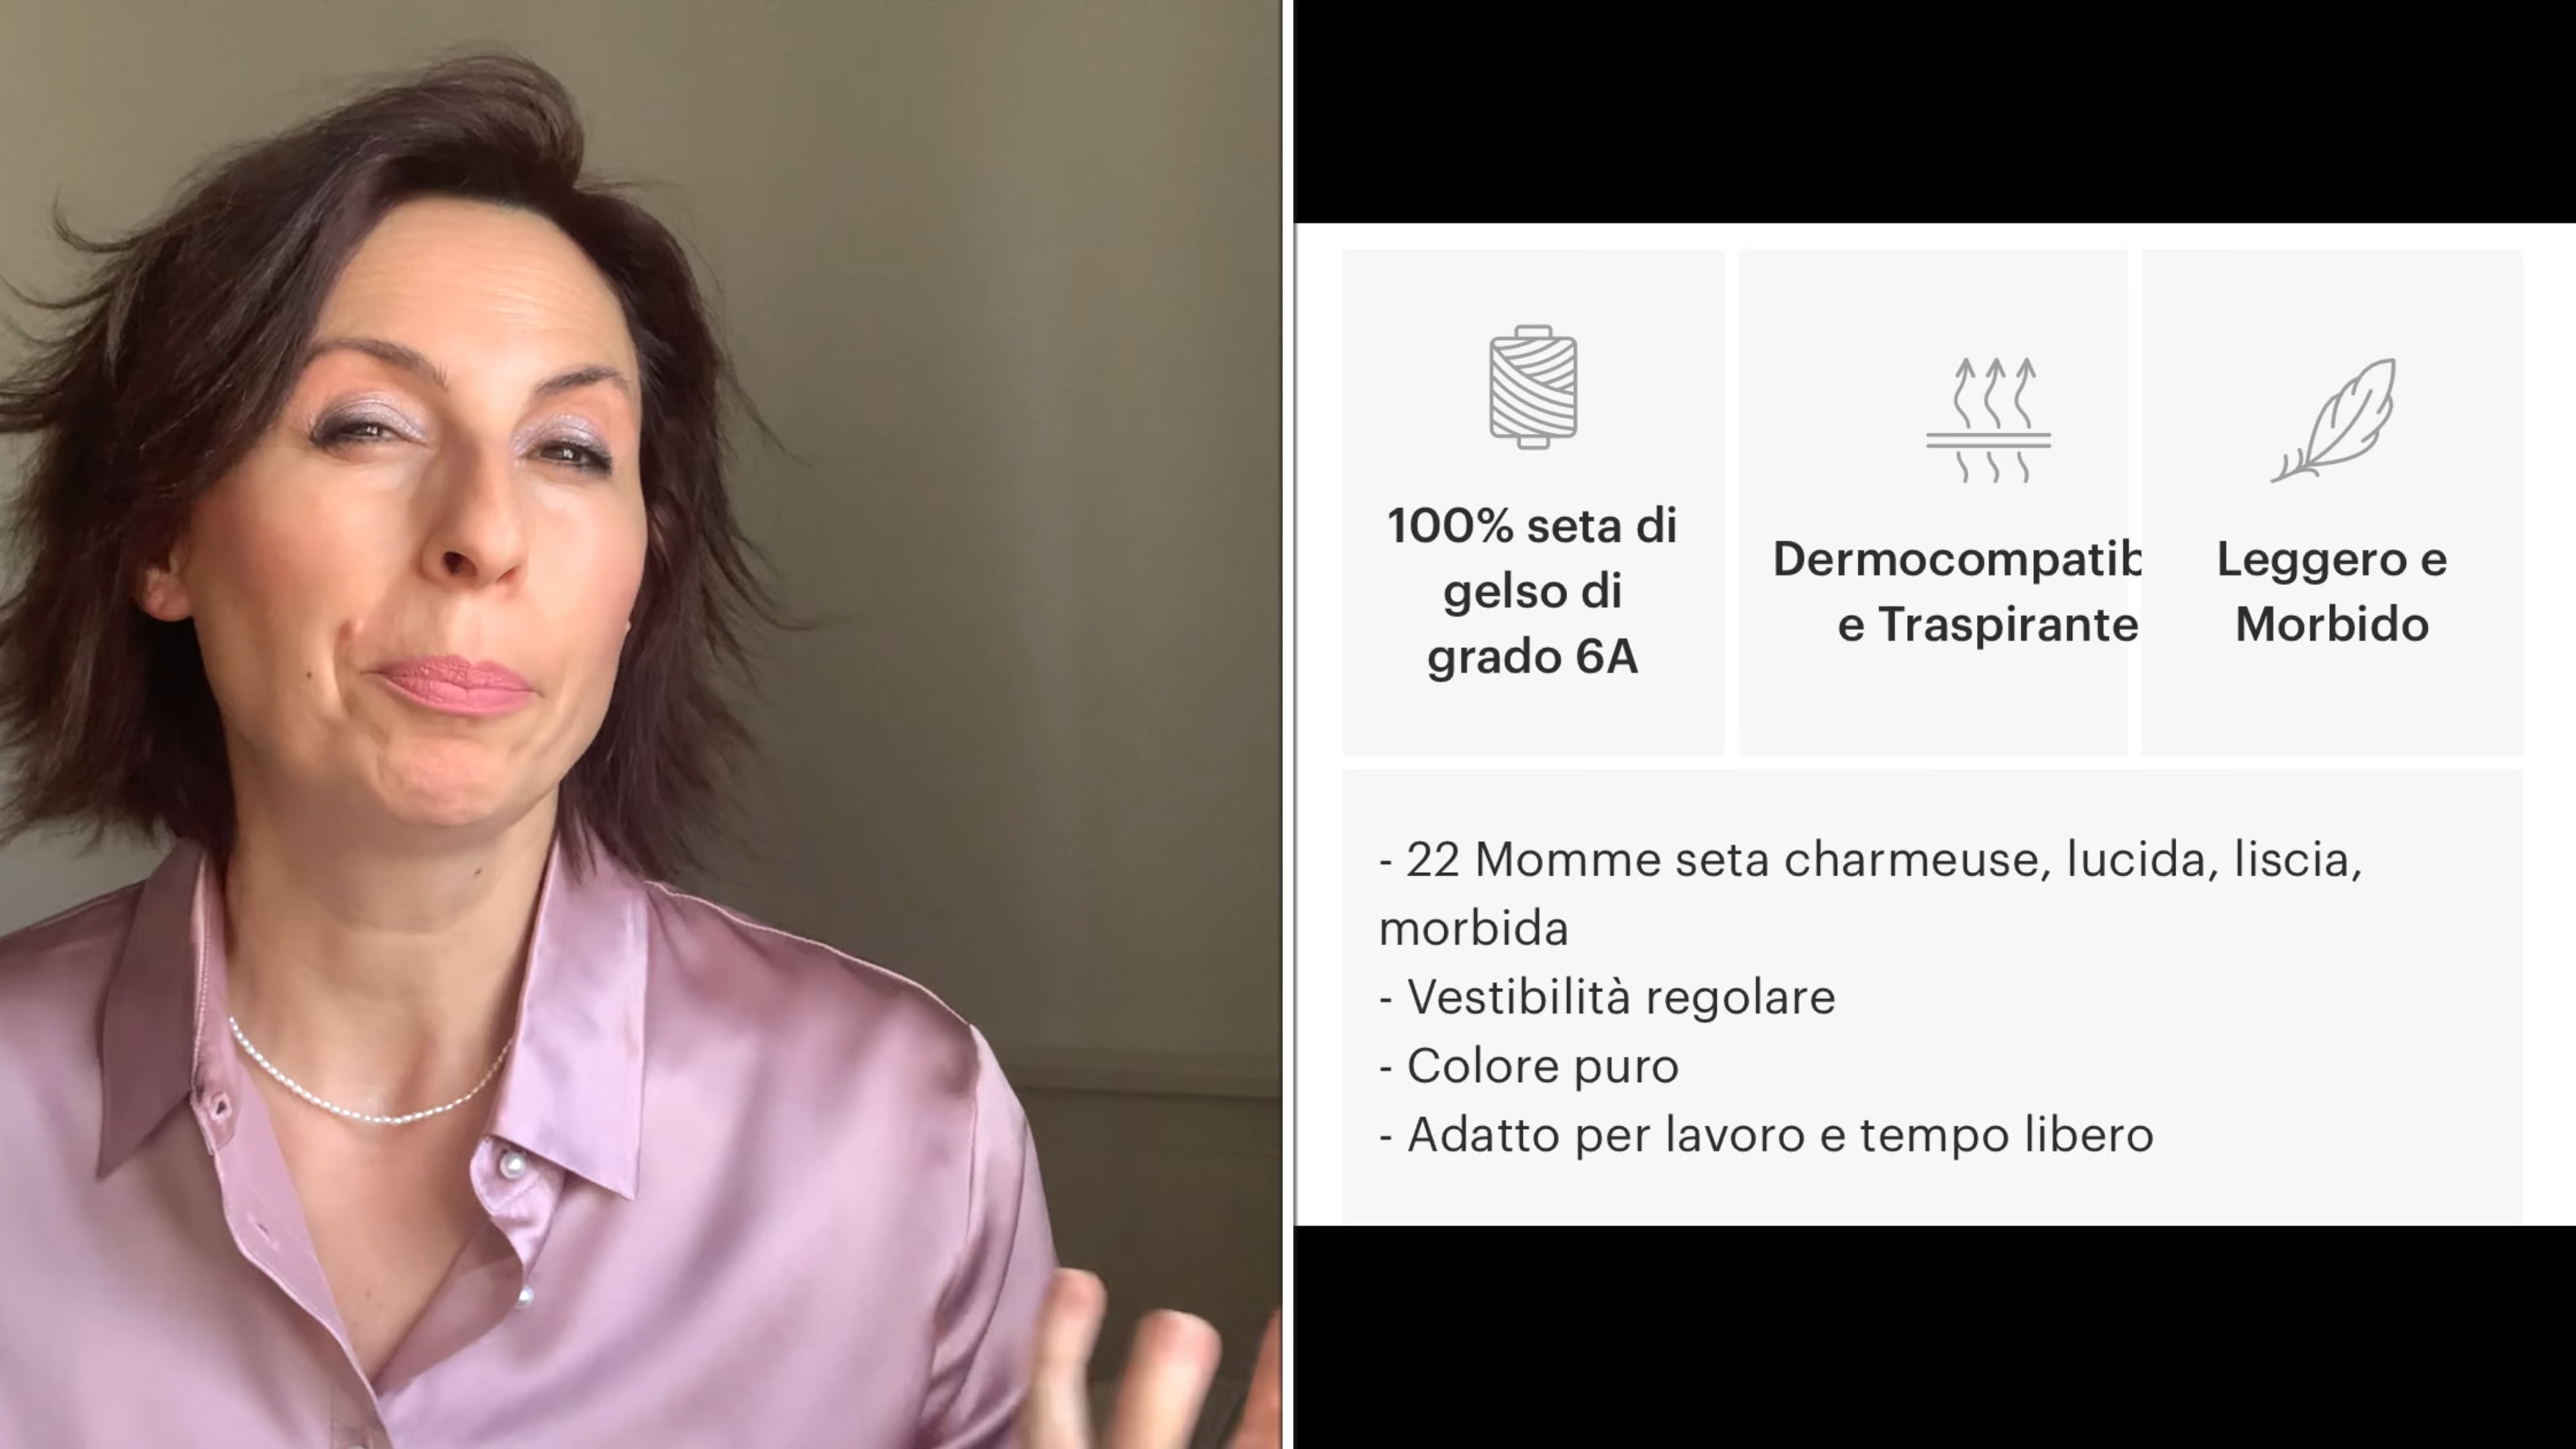 100% seta di
gelso di
grado 6A
Dermocompatib
e Traspirante
Leggero e
Morbido
- 22 Momme seta charmeuse, lucida, liscia,
morbida
- Vestibilità regolare
- Colore puro
- Adatto per lavoro e tempo libero